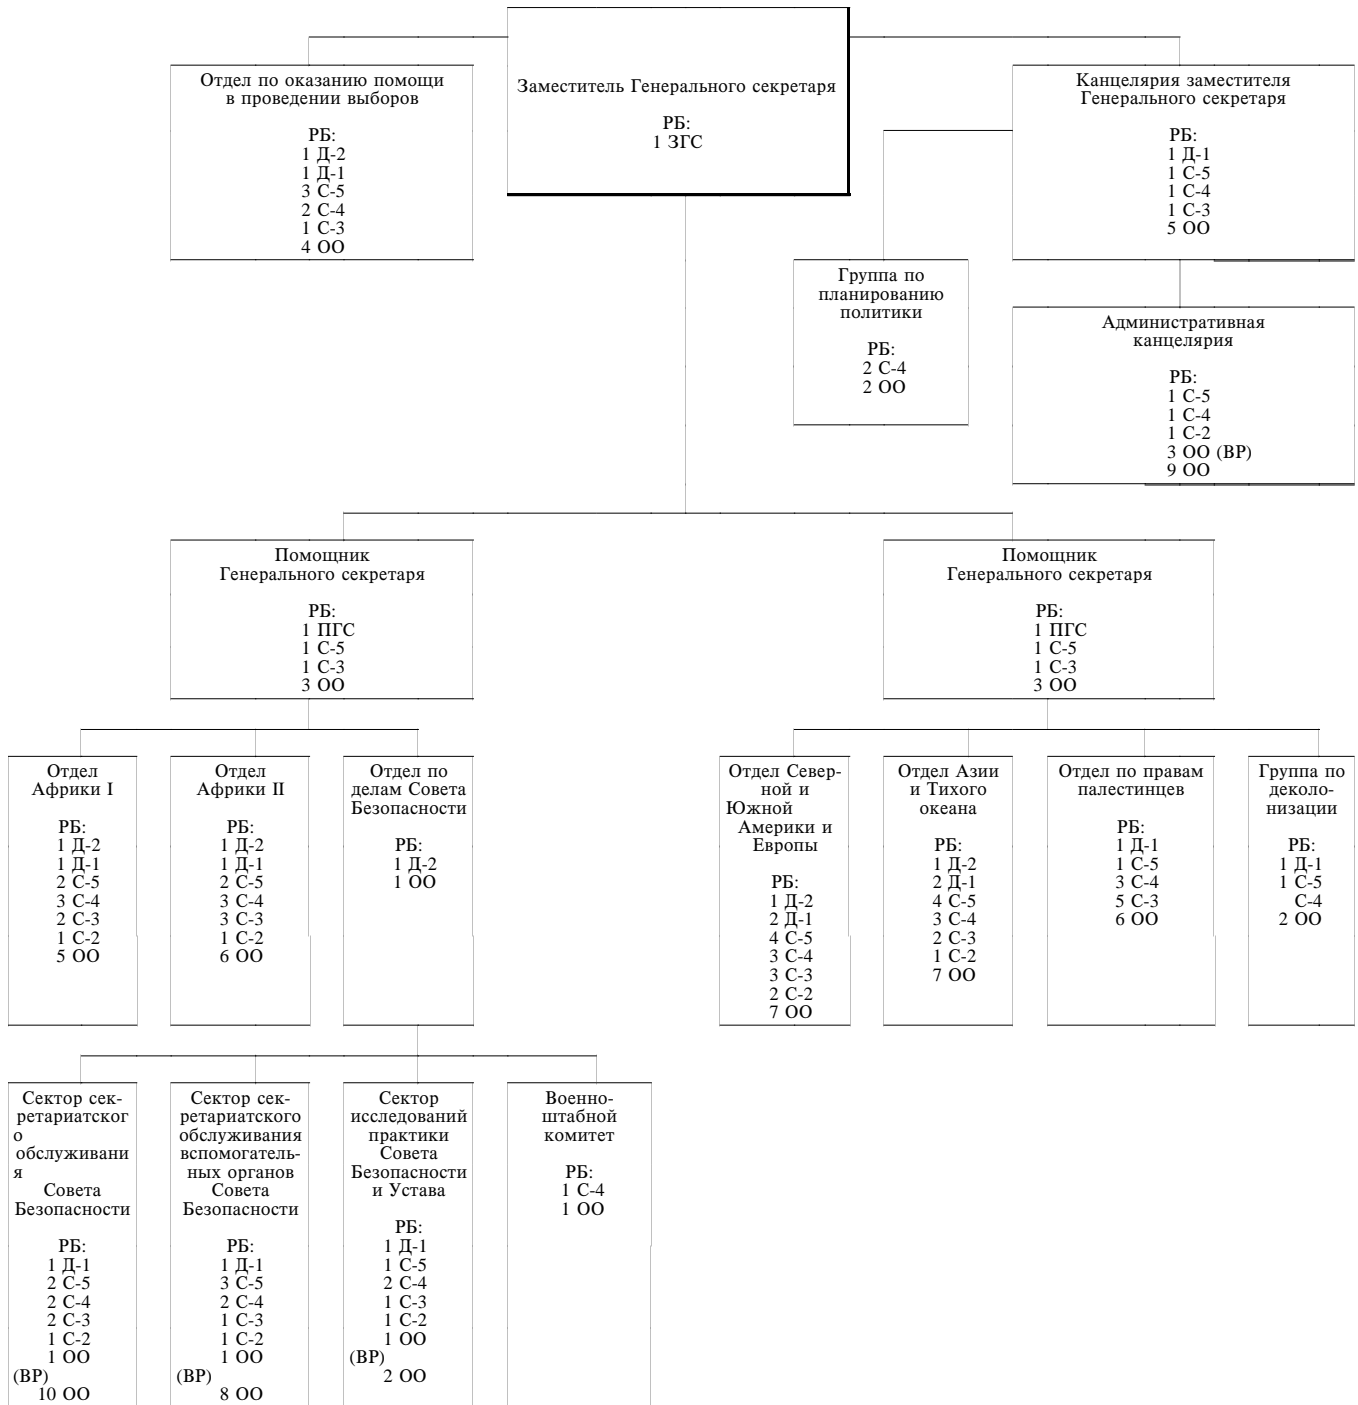 Заместитель Генерального секретаря
РБ:
1 ЗГС
Отдел по оказанию помощи
в проведении выборов
РБ:
1 Д-2
1 Д-1
3 С-5
2 С-4
1 С-3
4 ОО
Канцелярия заместителя
Генерального секретаря
РБ:
1 Д-1
1 С-5
1 С-4
1 С-3
5 ОО
Группа по
планированию
политики
РБ:
2 С-4
2 ОО
Административная
канцелярия
РБ:
1 С-5
1 С-4
1 С-2
3 ОО (ВР)
9 ОО
Помощник
Генерального секретаря
РБ:
1 ПГС
1 С-5
1 С-3
3 ОО
Помощник
Генерального секретаря
РБ:
1 ПГС
1 С-5
1 С-3
3 ОО
Отдел
Африки I
РБ:
1 Д-2
1 Д-1
2 С-5
3 С-4
2 С-3
1 С-2
5 ОО
Отдел
Африки II
РБ:
1 Д-2
1 Д-1
2 С-5
3 С-4
3 С-3
1 С-2
6 ОО
Отдел по
делам Совета
Безопасности
РБ:
1 Д-2
1 ОО
Отдел Север-
ной и
Южной
Америки и
Европы
РБ:
1 Д-2
2 Д-1
4 С-5
3 С-4
3 С-3
2 С-2
7 ОО
Отдел Азии
и Тихого
океана
РБ:
1 Д-2
2 Д-1
4 С-5
3 С-4
2 С-3
1 С-2
7 ОО
Отдел по правам
палестинцев
РБ:
1 Д-1
1 С-5
3 С-4
5 С-3
6 ОО
Группа по
деколо-
низации
РБ:
1 Д-1
1 С-5
С-4
2 ОО
Сектор сек-
ретариатског
о
обслуживани
я
Совета
Безопасности
РБ:
1 Д-1
2 С-5
2 С-4
2 С-3
1 С-2
1 ОО
(ВР)
10 ОО
Сектор сек-
ретариатского
обслуживания
вспомогатель-
ных органов
Совета
Безопасности
РБ:
1 Д-1
3 С-5
2 С-4
1 С-3
1 С-2
1 ОО
(ВР)
8 ОО
Сектор
исследований
практики
Совета
Безопасности
и Устава
РБ:
1 Д-1
1 С-5
2 С-4
1 С-3
1 С-2
1 ОО
(ВР)
2 ОО
Военно-
штабной
комитет
РБ:
1 С-4
1 ОО